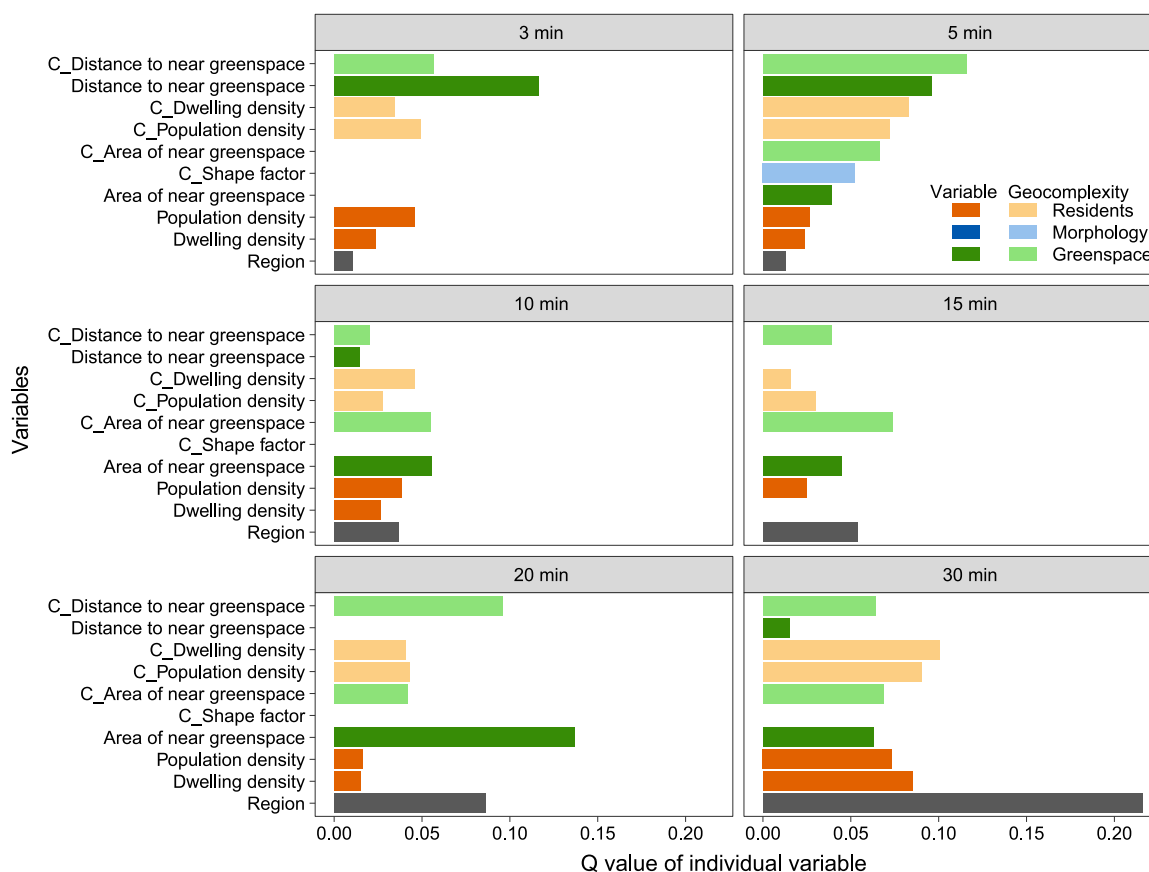 3 min
5 min
C_Distance to near greenspace
Distance to near greenspace
C_Dwelling density
C_Population density
C_Area of near greenspace
C_Shape factor
Area of near greenspace
Population density
Dwelling density
Region
Variable Geocomplexity
Residents
Morphology
Greenspace
10 min
15 min
C_Distance to near greenspace
Distance to near greenspace
C_Dwelling density
C_Population density
C_Area of near greenspace
C_Shape factor
Area of near greenspace
Population density
Dwelling density
Region
Variables
20 min
30 min
C_Distance to near greenspace
Distance to near greenspace
C_Dwelling density
C_Population density
C_Area of near greenspace
C_Shape factor
Area of near greenspace
Population density
Dwelling density
Region
0.00 0.05 0.10 0.15 0.20
0.00 0.05 0.10 0.15 0.20
Q value of individual variable